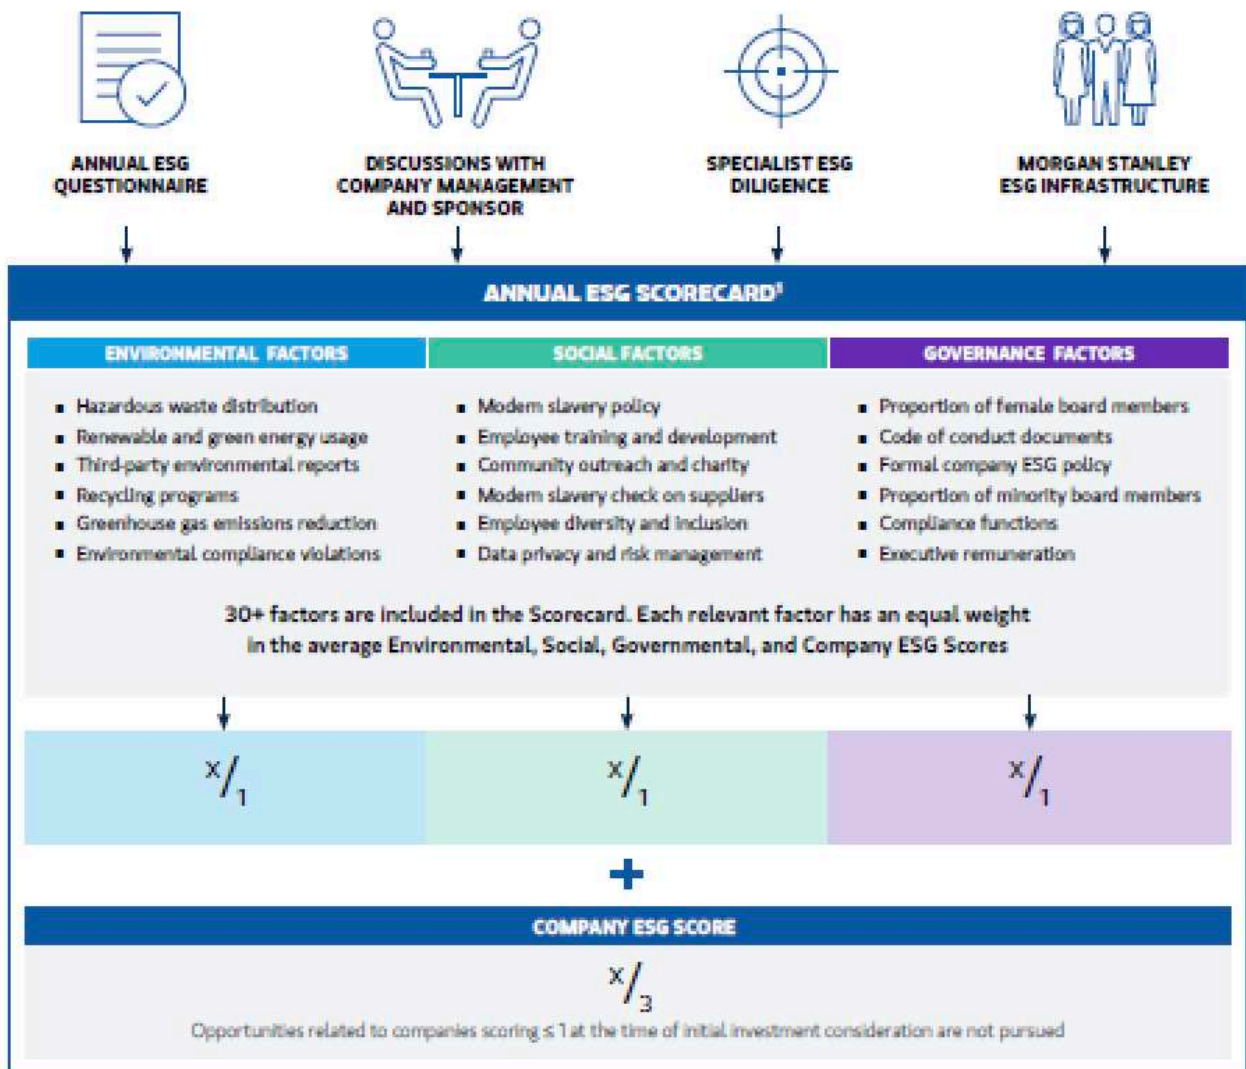 ANNUAL ESG
QUESTIONNAIRE
DISCUSSIONS WITH
COMPANY MANAGEMENT
AND SPONSOR
SPECIALIST ESG
DILIGENCE
MORGAN STANLEY
ESG INFRASTRUCTURE
ANNUAL ESG SCORECARD¹
ENVIRONMENTAL FACTORS
▪ Hazardous waste distribution
▪ Renewable and green energy usage
▪ Third-party environmental reports
▪ Recycling programs
▪ Greenhouse gas emissions reduction
▪ Environmental compliance violations
SOCIAL FACTORS
▪ Modern slavery policy
▪ Employee training and development
▪ Community outreach and charity
▪ Modern slavery check on suppliers
▪ Employee diversity and inclusion
▪ Data privacy and risk management
GOVERNANCE FACTORS
▪ Proportion of female board members
▪ Code of conduct documents
▪ Formal company ESG policy
▪ Proportion of minority board members
▪ Compliance functions
▪ Executive remuneration
30+ factors are included in the Scorecard. Each relevant factor has an equal weight
in the average Environmental, Social, Governmental, and Company ESG Scores
X/1
X/1
X/1
+
COMPANY ESG SCORE
X/3
Opportunities related to companies scoring ≤ 1 at the time of initial investment consideration are not pursued